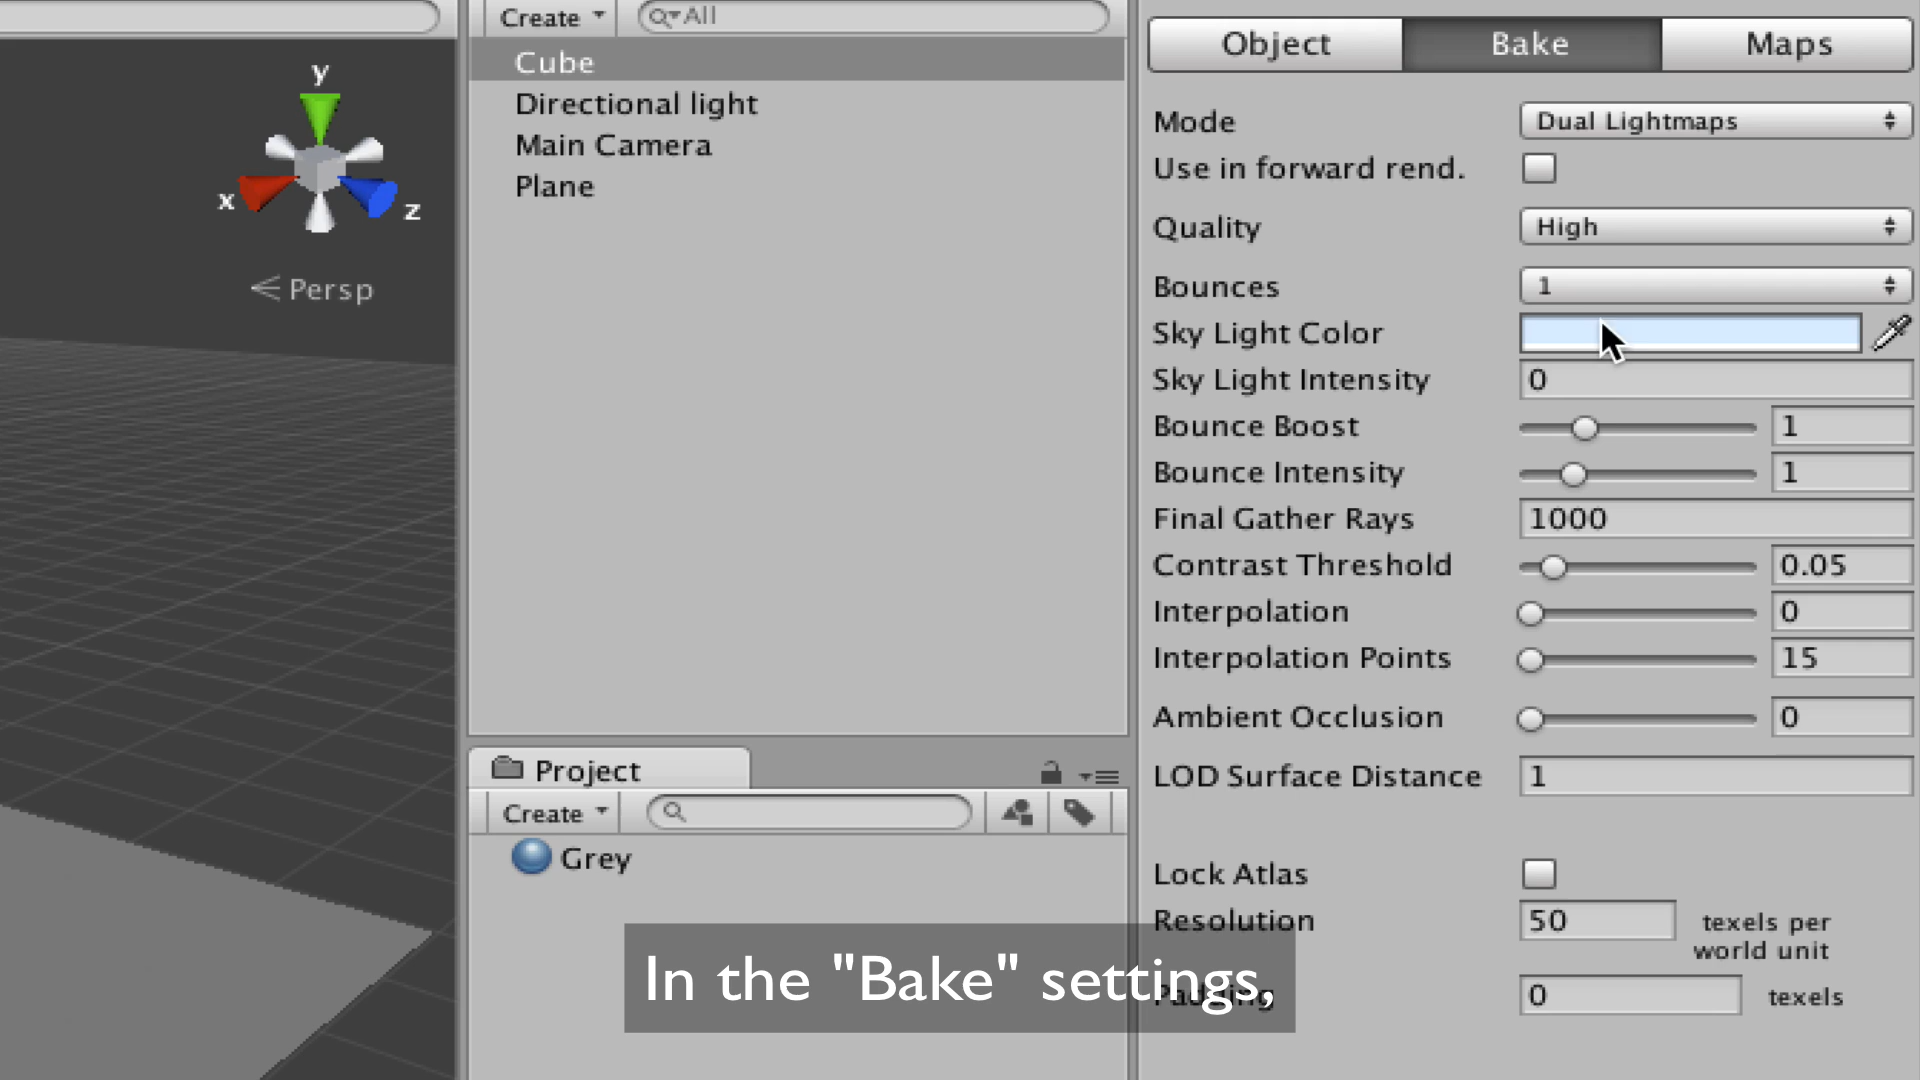 y
x
z
Persp
Create
All
Cube
Directional light
Main Camera
Plane
Project
Create
Grey
Object
Bake
Maps
Mode
Dual Lightmaps
Use in forward rend.
Quality
High
Bounces
1
Sky Light Color
Sky Light Intensity
0
Bounce Boost
1
Bounce Intensity
1
Final Gather Rays
1000
Contrast Threshold
0.05
Interpolation
0
Interpolation Points
15
Ambient Occlusion
0
LOD Surface Distance
1
Lock Atlas
Resolution
50
texels per
world unit
Padding
0
texels
In the "Bake" settings,